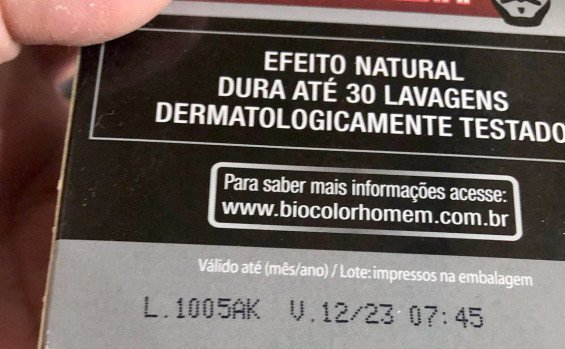 EFEITO NATURAL
DURA ATÉ 30 LAVAGENS
DERMATOLOGICAMENTE TESTADO
Para saber mais informações acesse:
www.biocolorhomem.com.br
Válido até (mês/ano) / Lote: impressos na embalagem
L.1005AK V.12/23 07:45